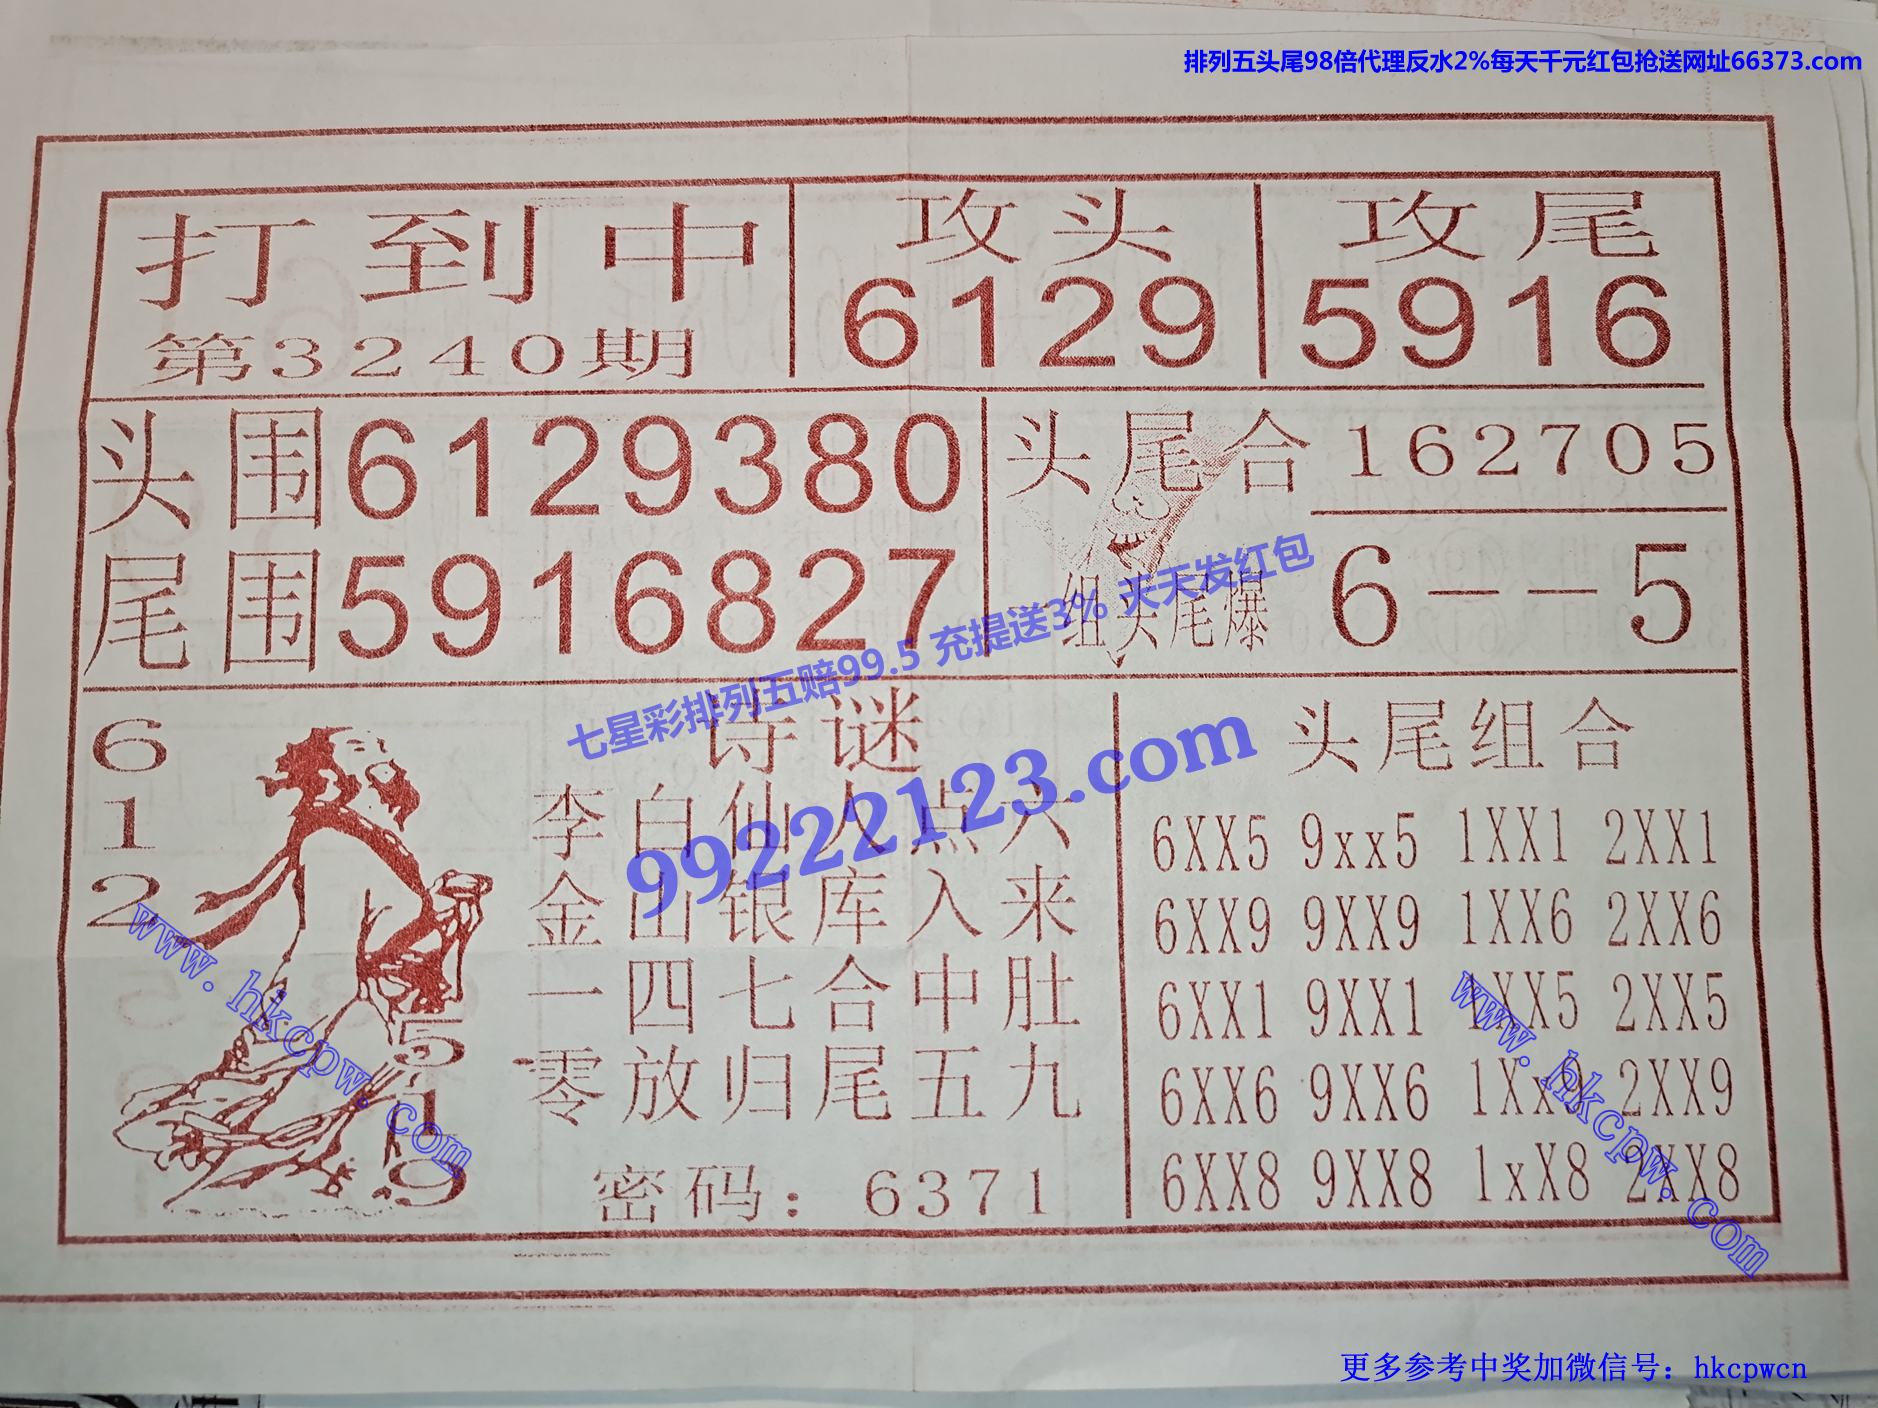 排列五头尾98倍代理反水2%每天千元红包抢送网址66373.com
打到中
第3240期
攻头
6129
攻尾
5916
头围6129380
尾围5916827
头尾合
162705
一组头尾爆
6--5
七星彩排列五赔99.5 充提送3% 天天发红包
99222123.com
612
519
诗谜
李白仙人点六
金山银库入来
一四七合中肚
零放归尾五九
密码：6371
头尾组合
6XX5 9xx5 1XX1 2XX1
6XX9 9XX9 1XX6 2XX6
6XX1 9XX1 1XX5 2XX5
6XX6 9XX6 1Xx9 2XX9
6XX8 9XX8 1xX8 2XX8
www.hkcpw.com
www.hkcpw.com
更多参考中奖加微信号：hkcpwcn